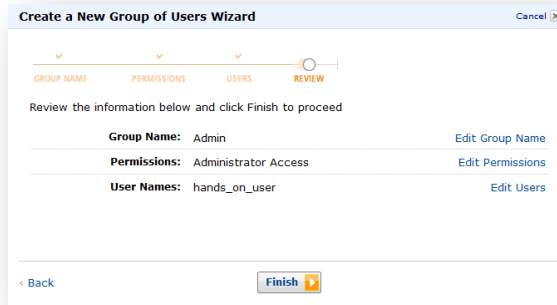 Create a New Group of Users Wizard Cancel
GROUP NAME PERMISSIONS USERS REVIEW
Review the information below and click Finish to proceed
Group Name: Admin Edit Group Name
Permissions: Administrator Access Edit Permissions
User Names: hands_on_user Edit Users
< Back Finish